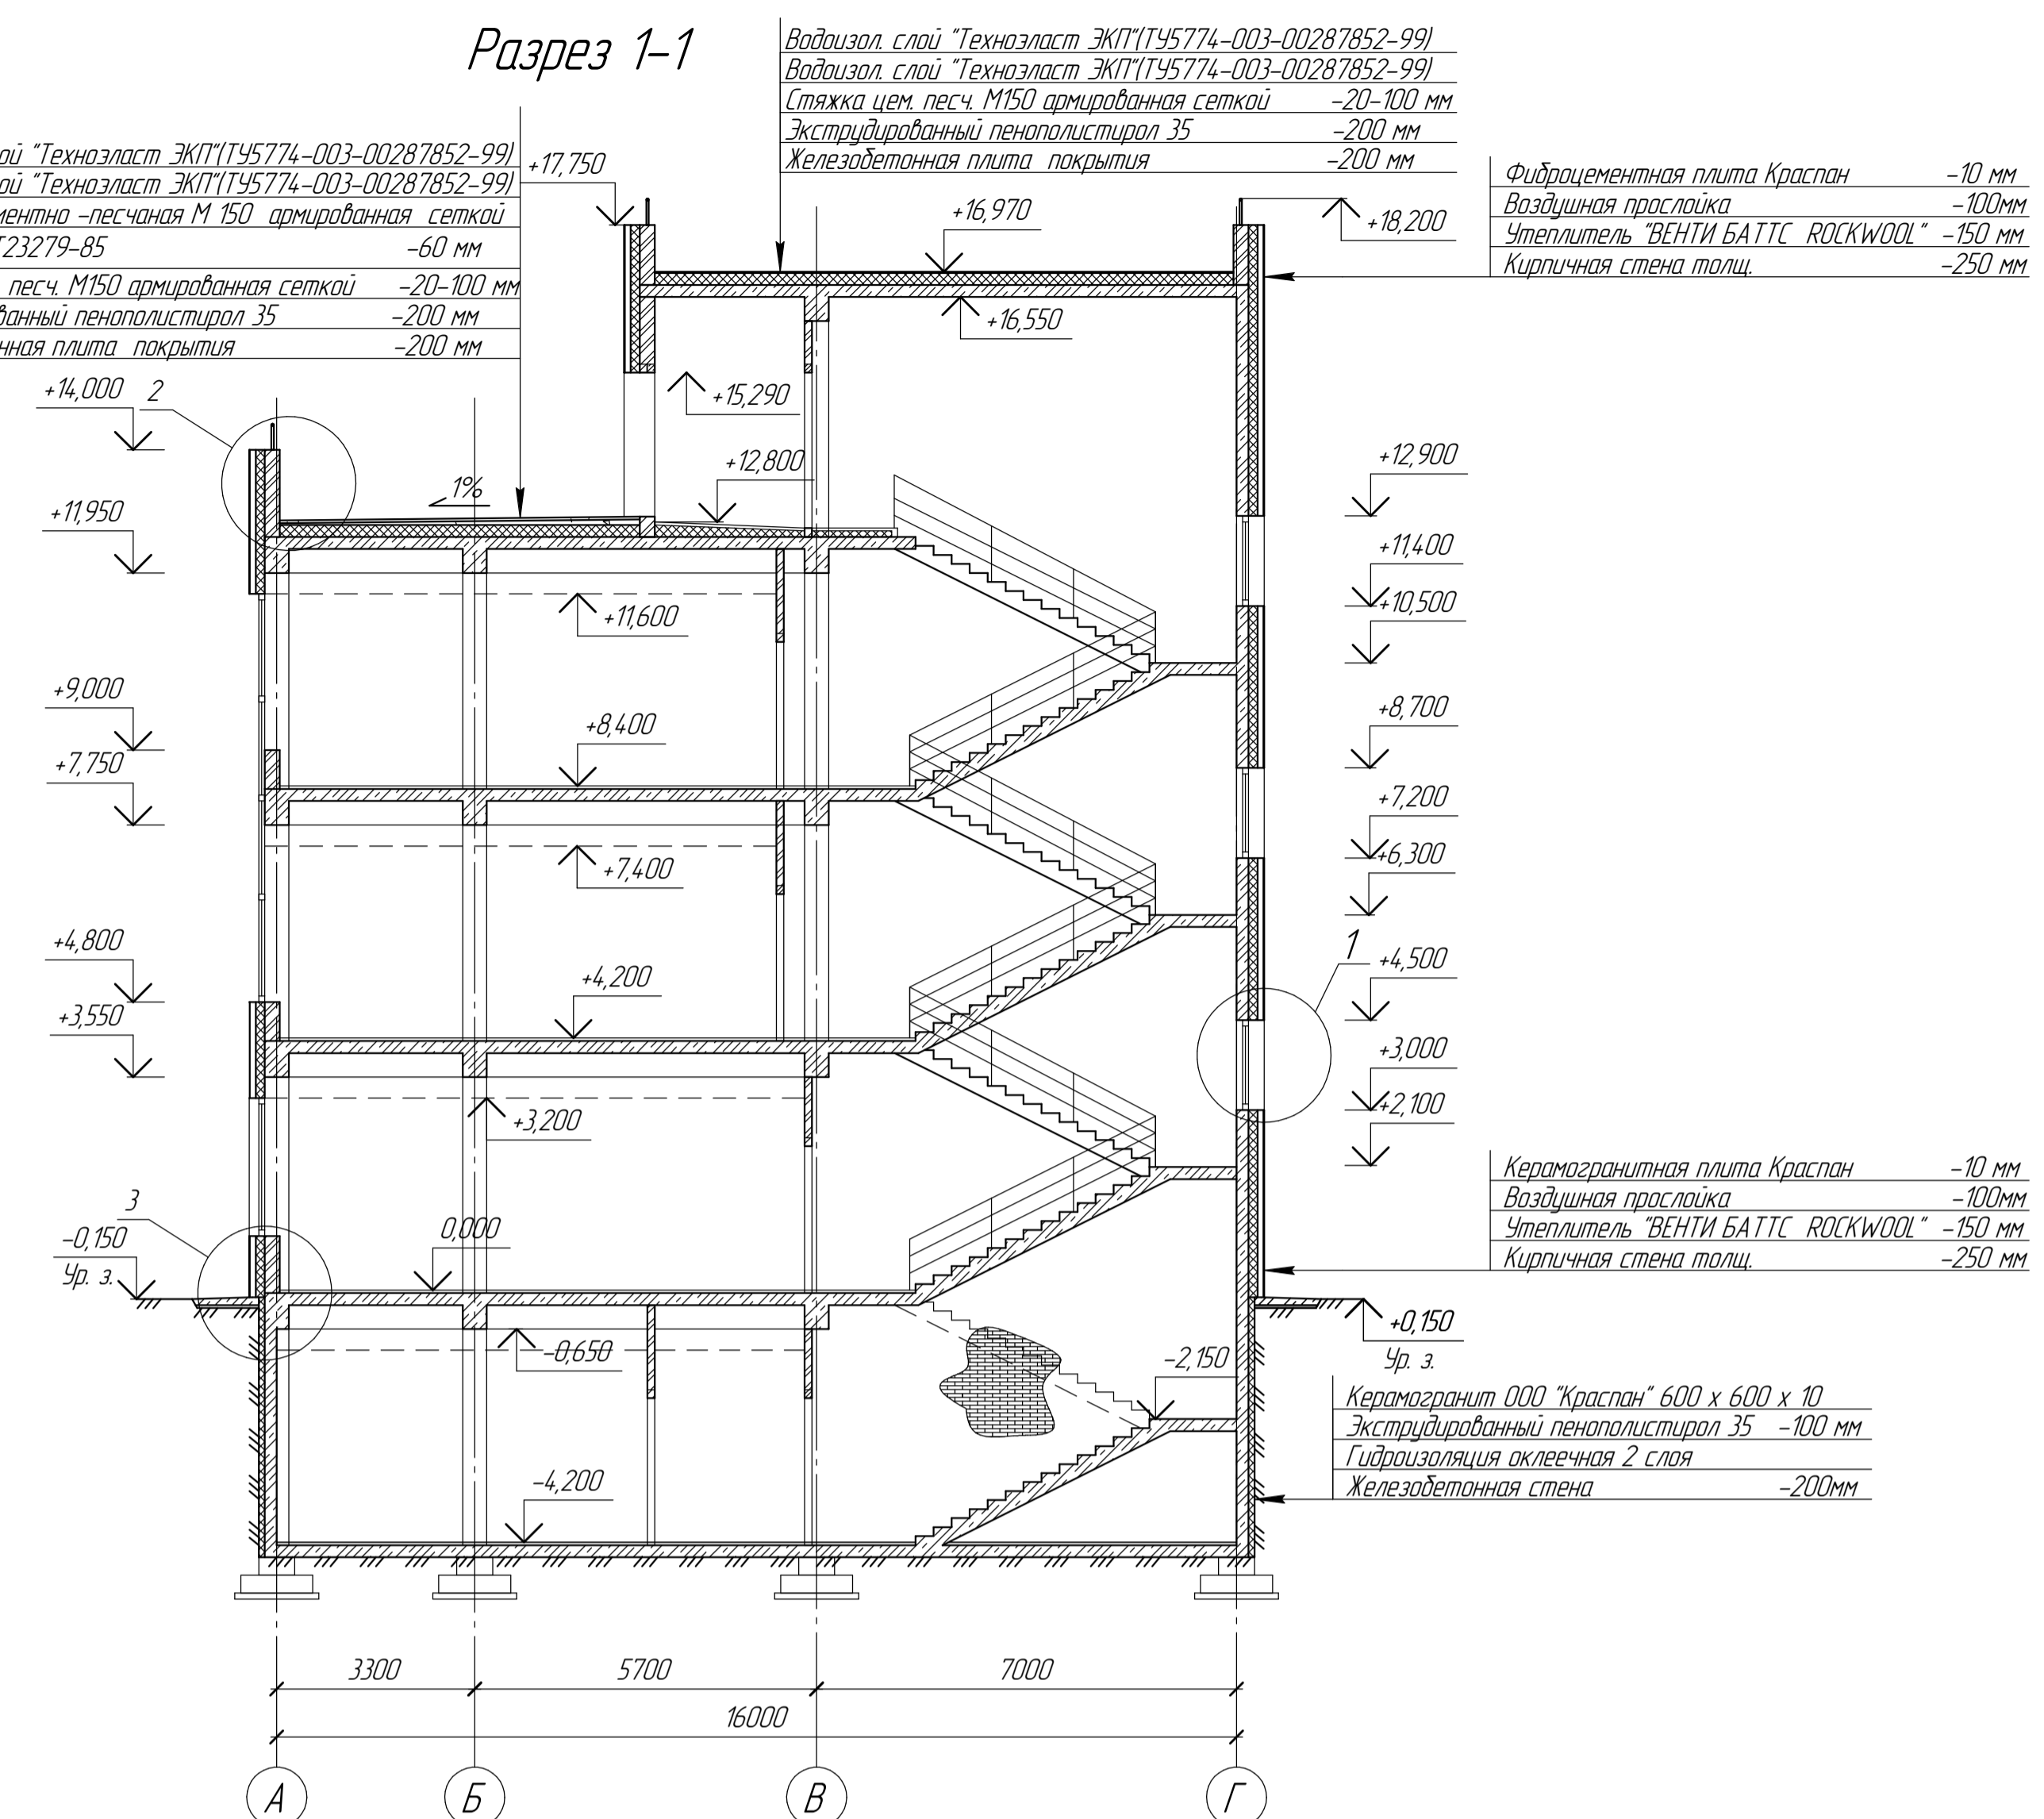 Разрез 1-1
Водоизол. слой "Техноэласт ЭКП"(ТУ5774-003-00287852-99)
Водоизол. слой "Техноэласт ЭКП"(ТУ5774-003-00287852-99)
Стяжка цем. песч. М150 армированная сеткой -20-100 мм
Экструдированный пенополистирол 35 -200 мм
Железобетонная плита покрытия -200 мм
ой "Техноэласт ЭКП"(ТУ5774-003-00287852-99)
ой "Техноэласт ЭКП"(ТУ5774-003-00287852-99)
ментно -песчаная М 150 армированная сеткой
Т23279-85 -60 мм
песч. М150 армированная сеткой -20-100 мм
ванный пенополистирол 35 -200 мм
нная плита покрытия -200 мм
Фиброцементная плита Краспан -10 мм
Воздушная прослойка -100мм
Утеплитель "ВЕНТИ БАТТС ROCKWOOL" -150 мм
Кирпичная стена толщ. -250 мм
+17,750
+16,970
+18,200
+16,550
+15,290
+14,000
2
+12,800
1%
+12,900
+11,950
+11,400
+10,500
+11,600
+9,000
+8,400
+8,700
+7,750
+7,200
+6,300
+7,400
1
+4,800
+4,200
+4,500
+3,550
+3,000
+2,100
+3,200
Керамогранитная плита Краспан -10 мм
Воздушная прослойка -100мм
Утеплитель "ВЕНТИ БАТТС ROCKWOOL" -150 мм
Кирпичная стена толщ. -250 мм
3
-0,150
Ур. з.
0,000
+0,150
Ур. з.
-0,650
-2,150
Керамогранит ООО "Краспан" 600 х 600 х 10
Экструдированный пенополистирол 35 -100 мм
Гидроизоляция оклеечная 2 слоя
Железобетонная стена -200мм
-4,200
3300 5700 7000
16000
А Б В Г